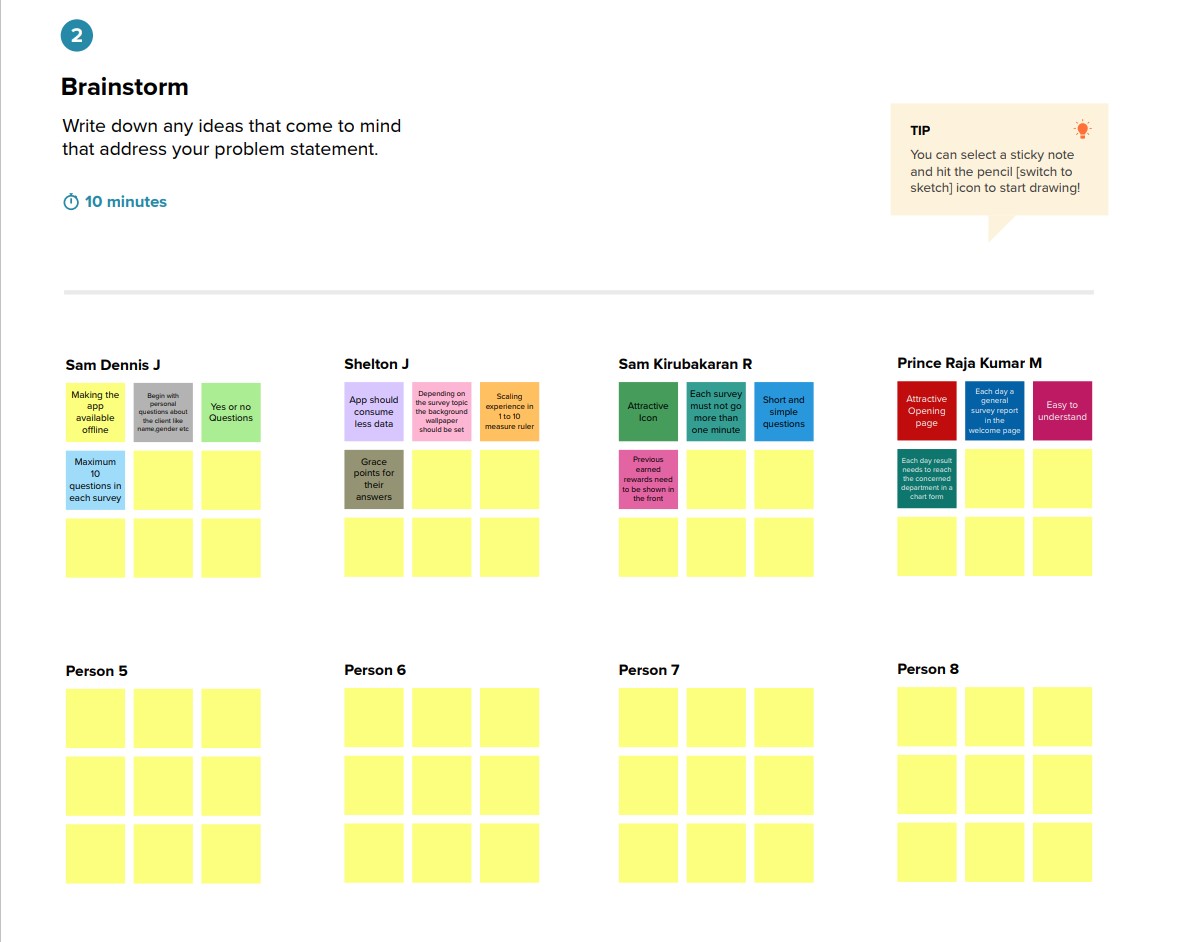 2
Brainstorm
Write down any ideas that come to mind
that address your problem statement.
10 minutes
TIP
You can select a sticky note
and hit the pencil [switch to
sketch] icon to start drawing!
Sam Dennis J
Making the
app
available
offline
Begin with
personal
questions about
the client like
name,gender etc
Yes or no
Questions
Maximum
10
questions in
each survey
Shelton J
App should
consume
less data
Depending on
the survey topic
the background
wallpaper
should be set
Scaling
experience in
1 to 10
measure ruler
Grace
points for
their
answers
Sam Kirubakaran R
Attractive
Icon
Each survey
must not go
more than
one minute
Short and
simple
questions
Previous
earned
rewards need
to be shown in
the front
Prince Raja Kumar M
Attractive
Opening
page
Each day a
general
survey report
in the
welcome page
Easy to
understand
Each day result
needs to reach
the concerned
department in a
chart form
Person 5
Person 6
Person 7
Person 8